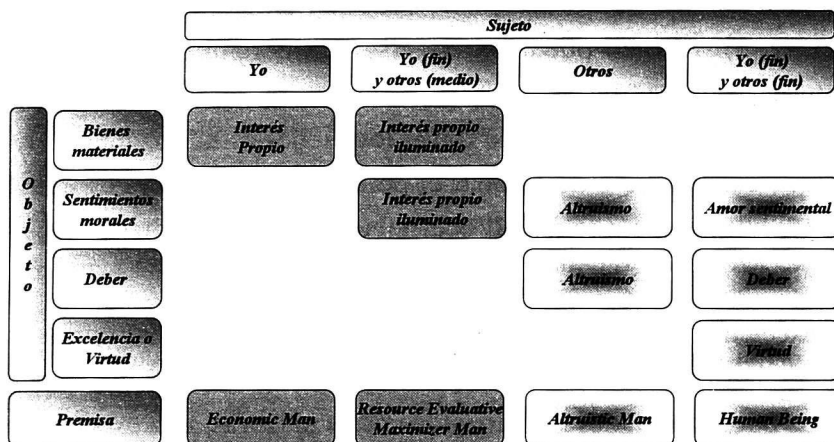 Sujeto
Yo
Yo (fin)
y otros (medio)
Otros
Yo (fin)
y otros (fin)
Objeto
Bienes
materiales
Interés
Propio
Interés propio
iluminado
Sentimientos
morales
Interés propio
iluminado
Altruismo
Amor sentimental
Deber
Altruismo
Deber
Excelencia o
Virtud
Virtud
Premisa
Economic Man
Resource Evaluative
Maximizer Man
Altruistic Man
Human Being